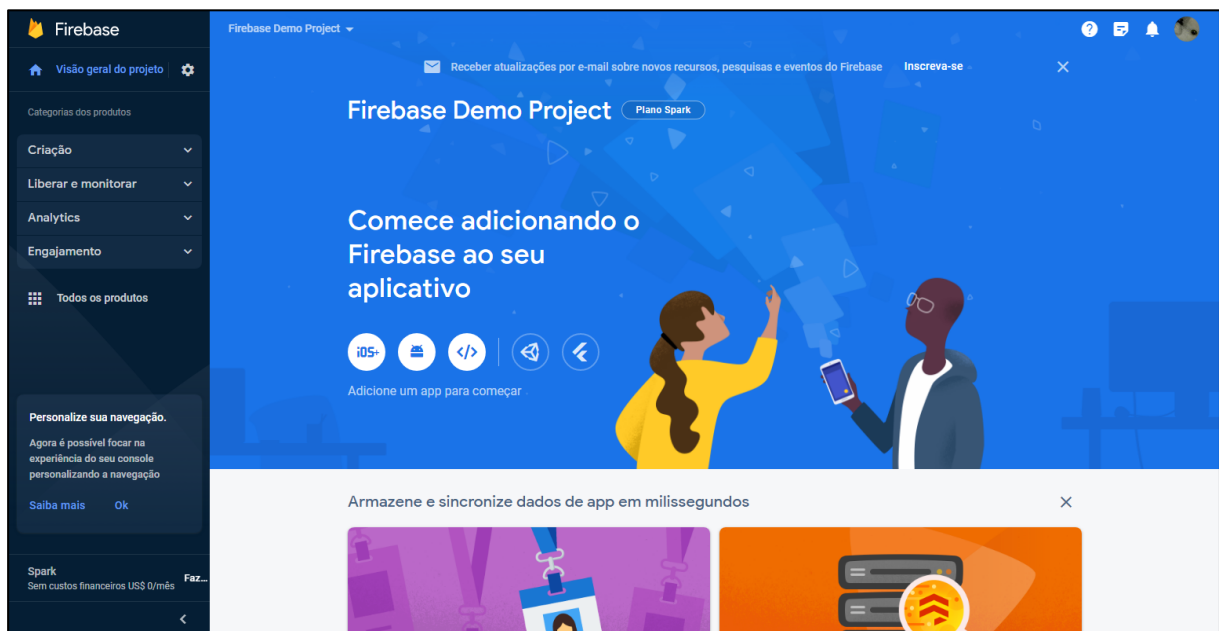 Firebase
Visão geral do projeto
Categorias dos produtos
Criação
Liberar e monitorar
Analytics
Engajamento
Todos os produtos
Personalize sua navegação.
Agora é possível focar na
experiência do seu console
personalizando a navegação
Saiba mais Ok
Spark
Sem custos financeiros US$ 0/mês Faz...
Firebase Demo Project
Receber atualizações por e-mail sobre novos recursos, pesquisas e eventos do Firebase Inscreva-se
Firebase Demo Project Plano Spark
Comece adicionando o
Firebase ao seu
aplicativo
iOS+ </>
Adicione um app para começar
Armazene e sincronize dados de app em milissegundos